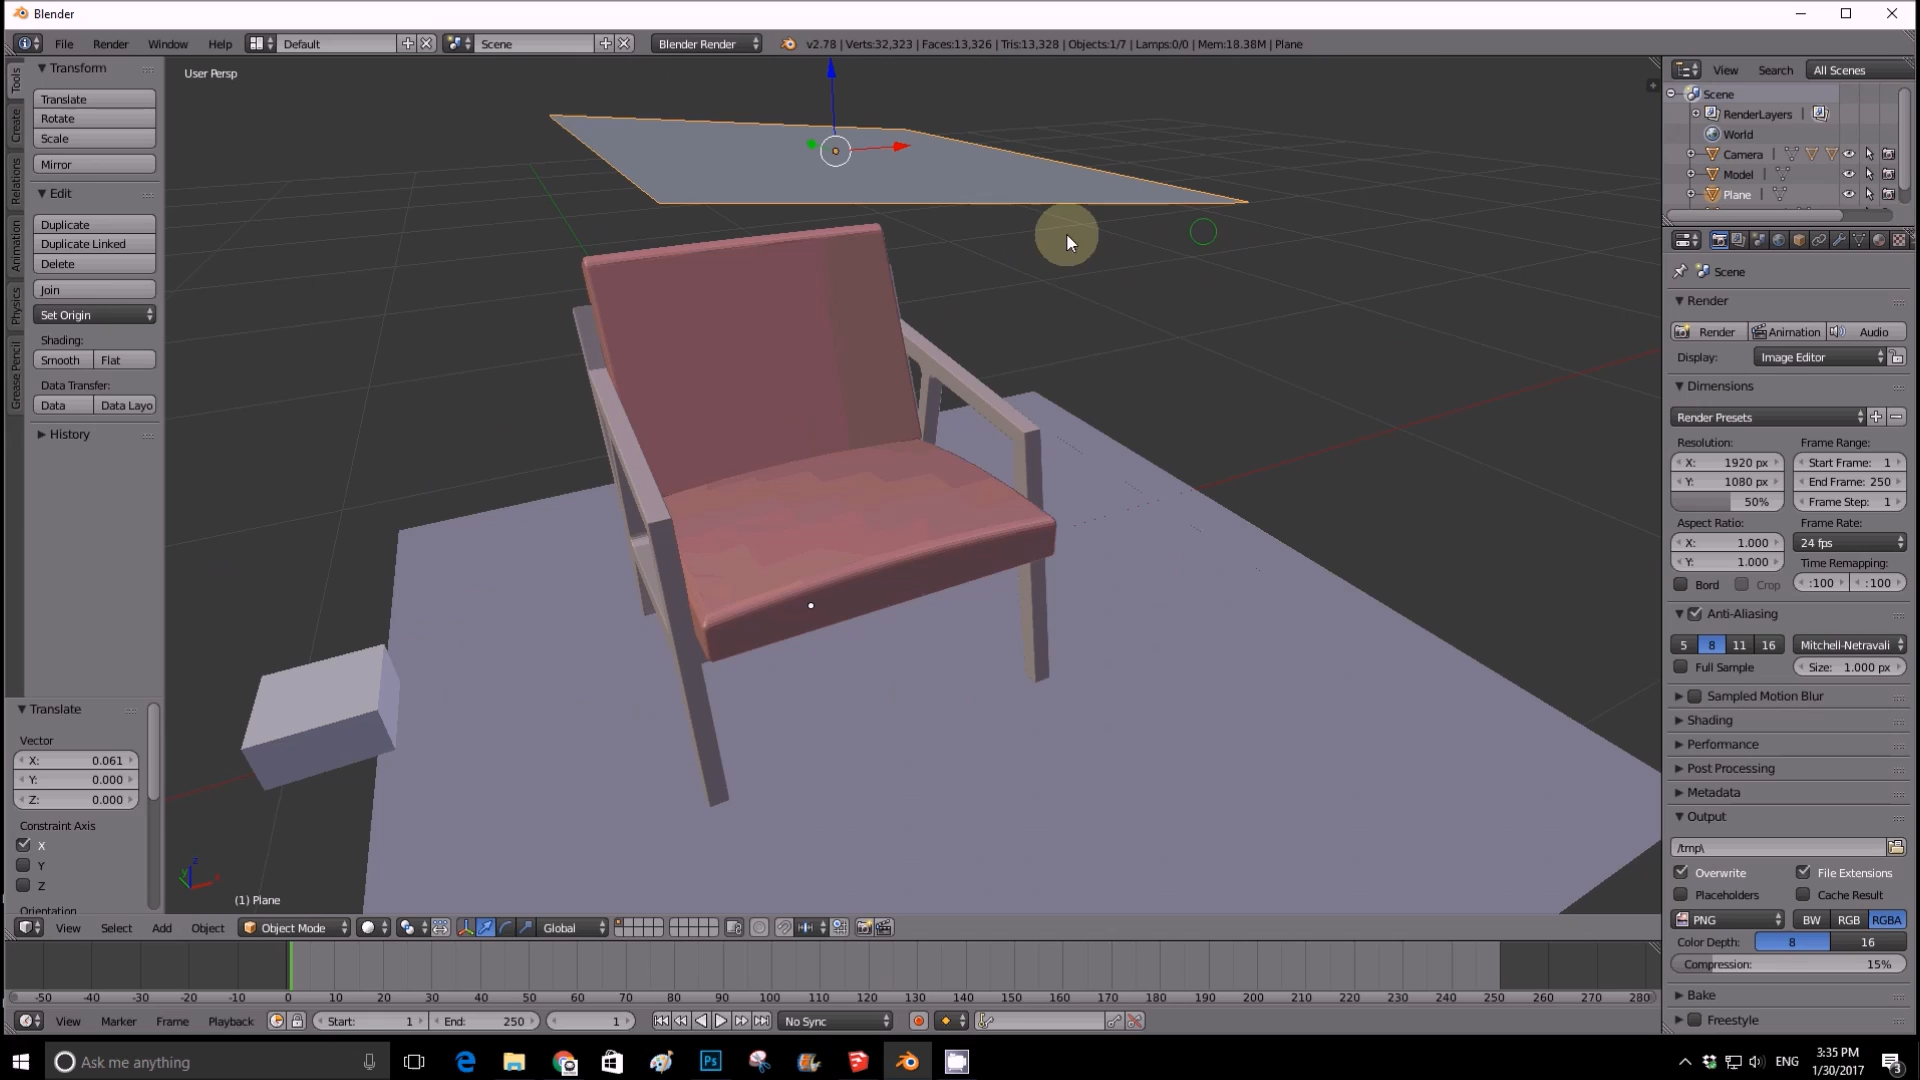 Blender
File Render Window Help Default Scene Blender Render v2.78 | Verts:32,323 | Faces:13,326 | Tris:13,328 | Objects:1/7 | Lamps:0/0 | Mem:18.38M | Plane
Tools
Create
Relations
Animation
Physics
Grease Pencil
Transform
Translate
Rotate
Scale
Mirror
Edit
Duplicate
Duplicate Linked
Delete
Join
Set Origin
Shading:
Smooth Flat
Data Transfer:
Data Data Layo
History
Translate
Vector
X: 0.061
Y: 0.000
Z: 0.000
Constraint Axis
X
Y
Z
Orientation
User Persp
(1) Plane
View Select Add Object Object Mode Global
-50 -40 -30 -20 -10 0 10 20 30 40 50 60 70 80 90 100 110 120 130 140 150 160 170 180 190 200 210 220 230 240 250 260 270 280
View Marker Frame Playback Start: 1 End: 250 1 No Sync
View Search All Scenes
Scene
RenderLayers
World
Camera
Model
Plane
Scene
Render
Render Animation Audio
Display: Image Editor
Dimensions
Render Presets
Resolution: Frame Range:
X: 1920 px Start Frame: 1
Y: 1080 px End Frame: 250
50% Frame Step: 1
Aspect Ratio: Frame Rate:
X: 1.000 24 fps
Y: 1.000 Time Remapping:
Bord Crop :100 :100
Anti-Aliasing
5 8 11 16 Mitchell-Netravali
Full Sample Size: 1.000 px
Sampled Motion Blur
Shading
Performance
Post Processing
Metadata
Output
/tmp\
Overwrite File Extensions
Placeholders Cache Result
PNG BW RGB RGBA
Color Depth: 8 16
Compression: 15%
Bake
Freestyle
Ask me anything
Ps
ENG 3:35 PM
1/30/2017
3